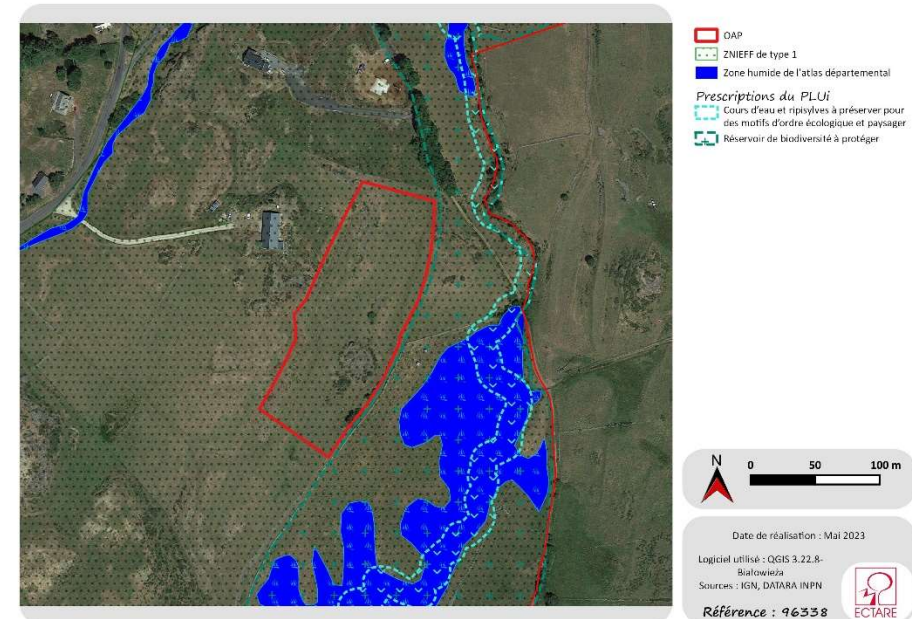 OAP
ZNIEFF de type 1
Zone humide de l'atlas départemental
Prescriptions du PLUi
Cours d'eau et ripisylves à préserver pour
des motifs d'ordre écologique et paysager
Réservoir de biodiversité à protéger
N
0 50 100 m
Date de réalisation : Mai 2023
Logiciel utilisé : QGIS 3.22.8-
Białowieża
Sources : IGN, DATARA INPN
Référence : 96338
ECTARE